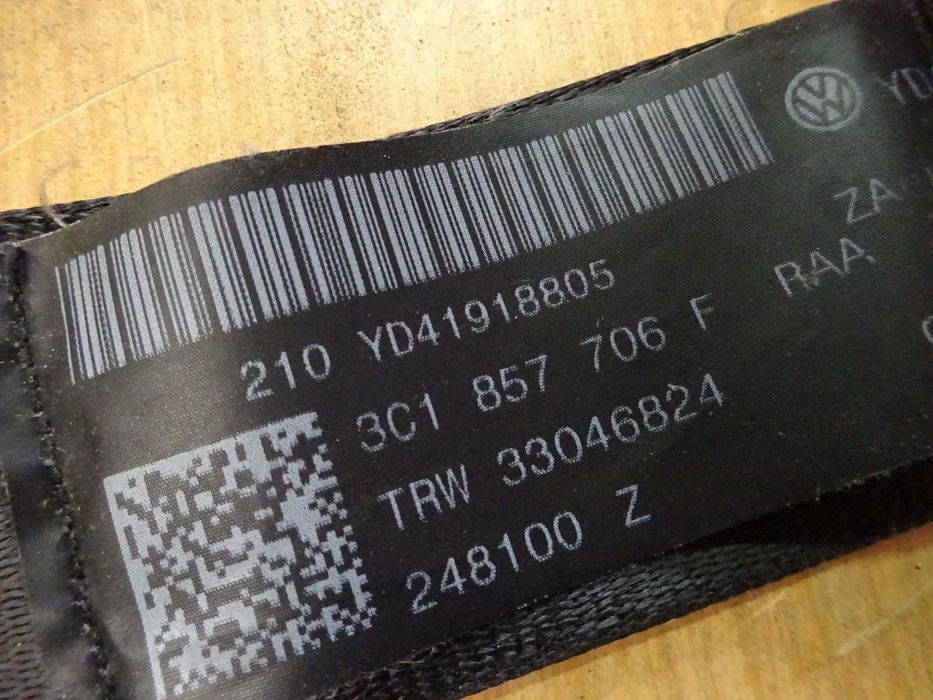 210 YD41918805
3C1 857 706 F RAA
TRW 33046824
248100 Z